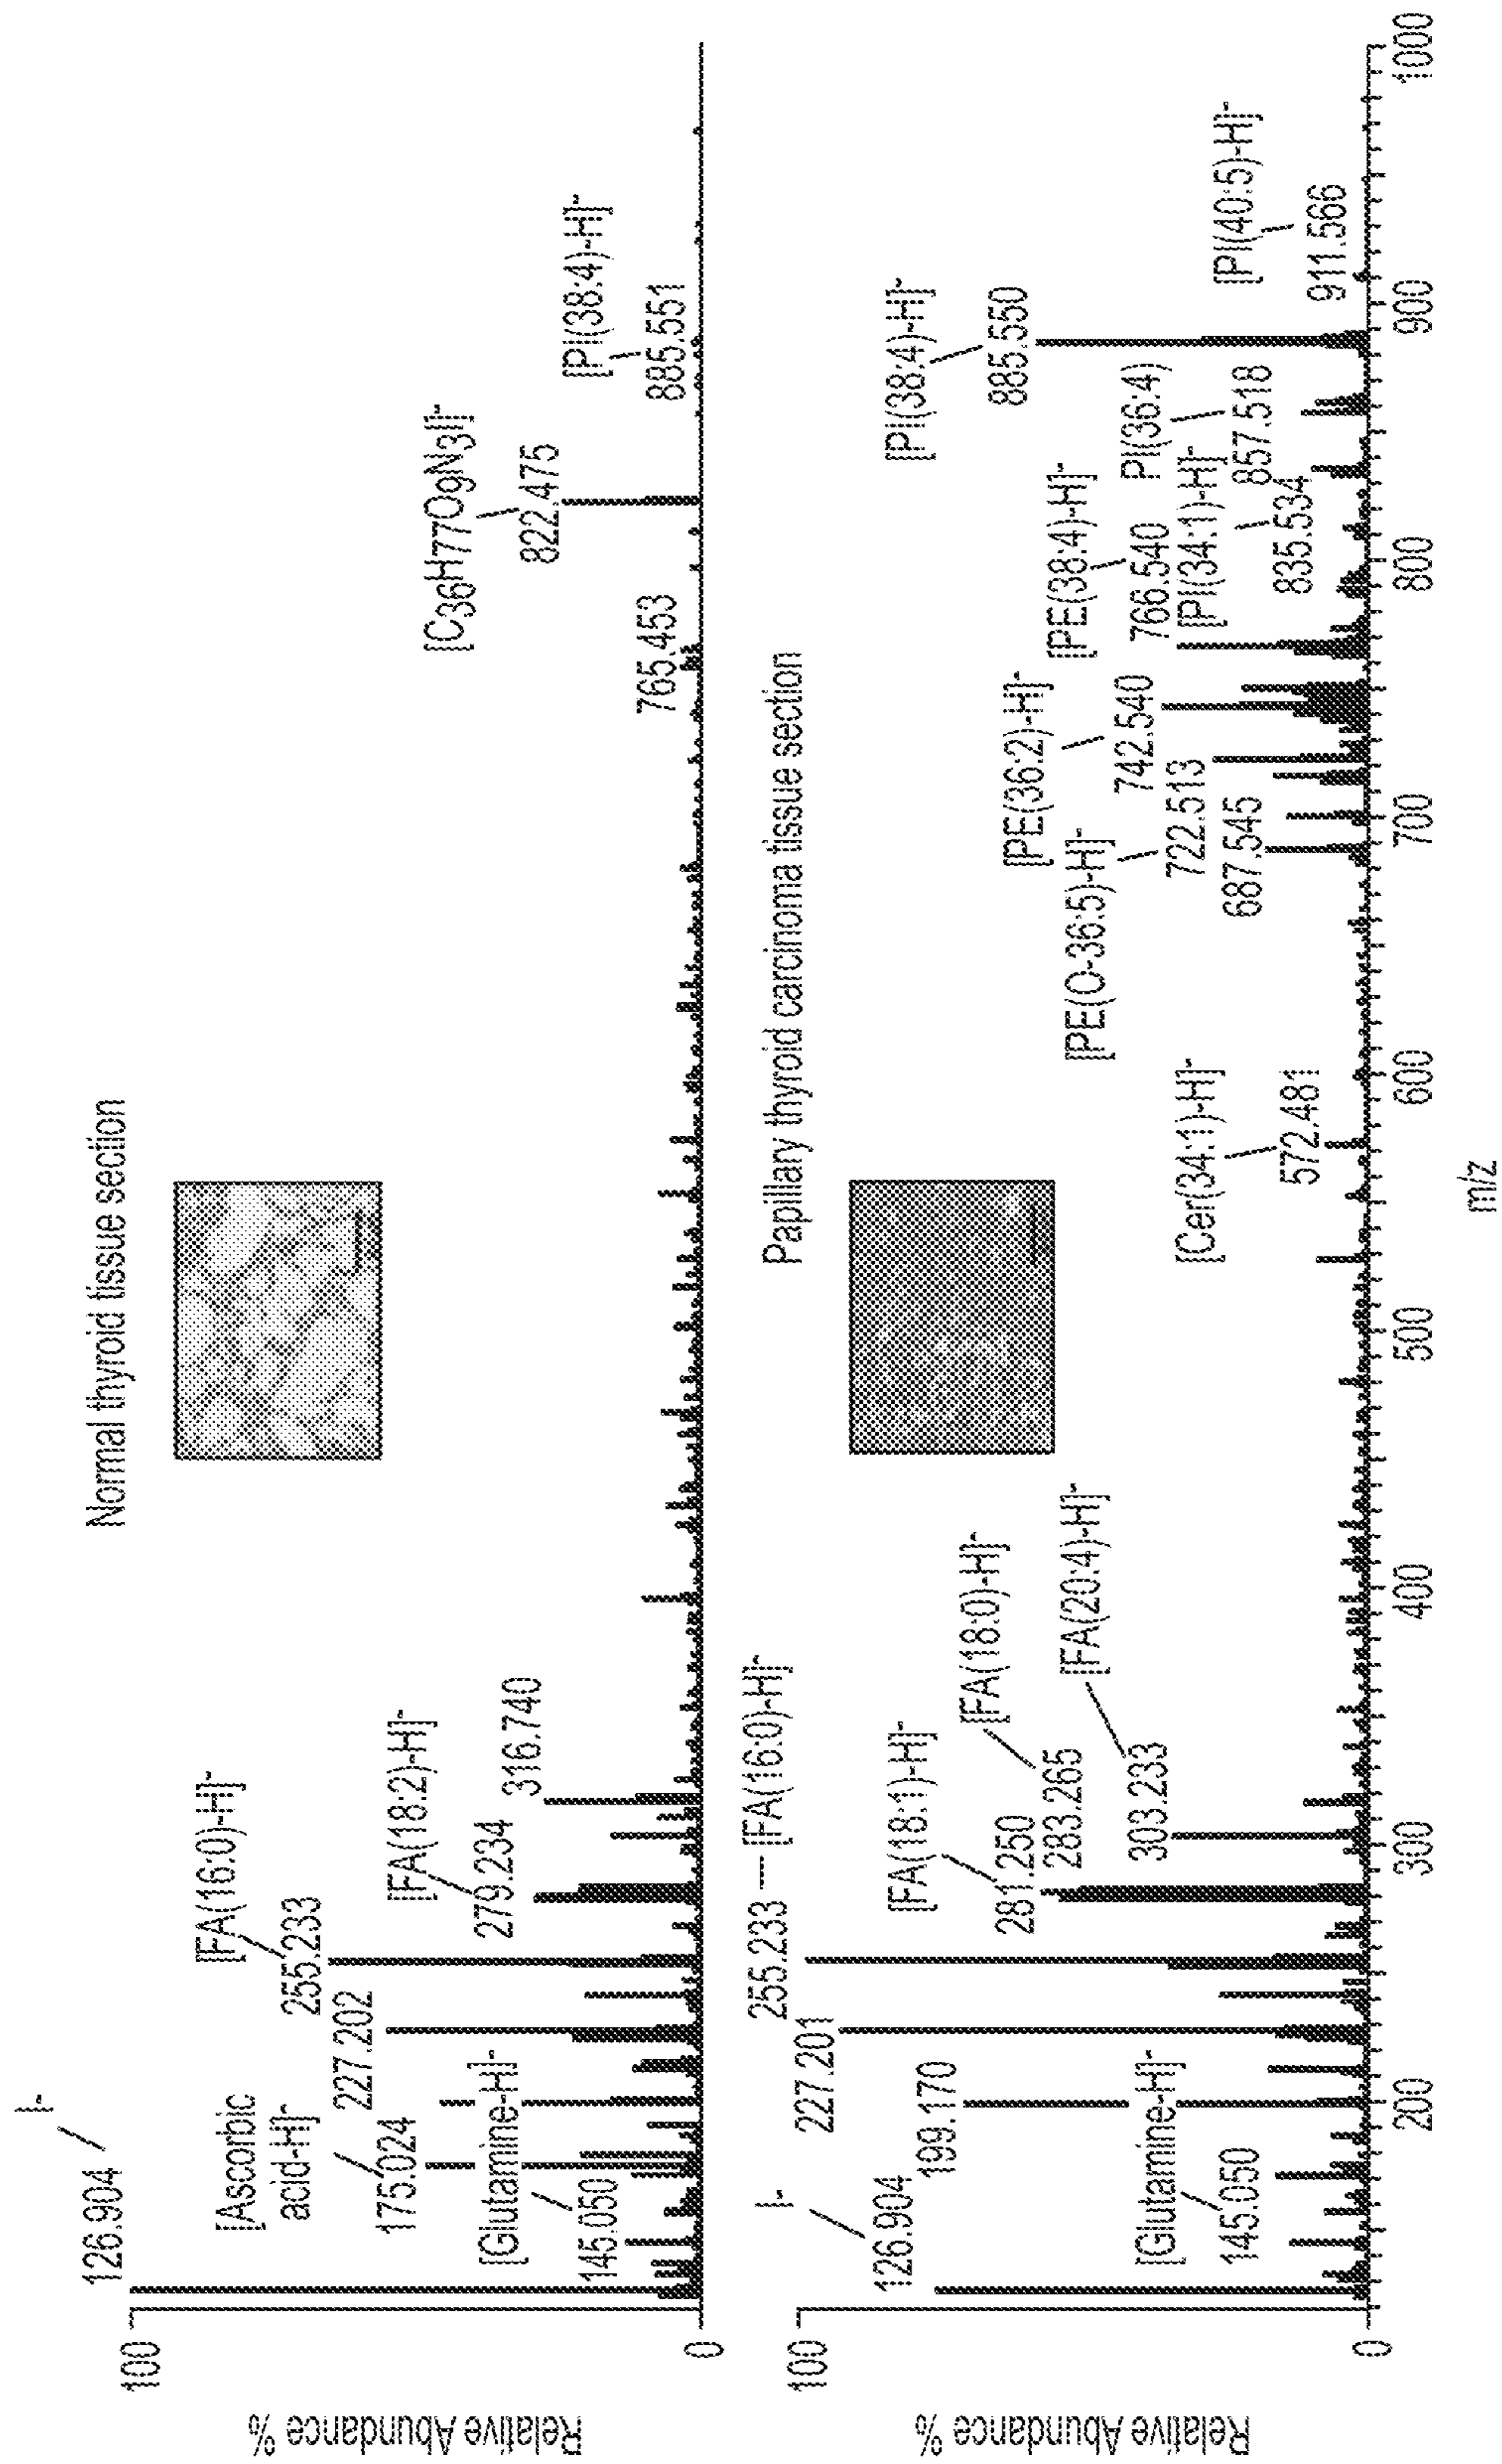 Normal thyroid tissue section
Relative Abundance %
100
0
I-
126.904
[Ascorbic
acid-H]-
175.024
[Glutamine-H]-
145.050
227.202
[FA(16:0)-H]-
255.233
[FA(18:2)-H]-
279.234
316.740
765.453
[C36H77O9N3I]-
822.475
[PI(38:4)-H]-
885.551
Papillary thyroid carcinoma tissue section
Relative Abundance %
100
0
I-
126.904
[Glutamine-H]-
145.050
199.170
227.201
255.233
[FA(16:0)-H]-
[FA(18:1)-H]-
281.250
[FA(18:0)-H]-
283.265
[FA(20:4)-H]-
303.233
[Cer(34:1)-H]-
572.481
687.545
[PE(O-36:5)-H]-
722.513
[PE(36:2)-H]-
742.540
[PE(38:4)-H]-
766.540
[PI(34:1)-H]-
835.534
PI(36:4)
857.518
[PI(38:4)-H]-
885.550
[PI(40:5)-H]-
911.566
200 300 400 500 600 700 800 900 1000
m/z